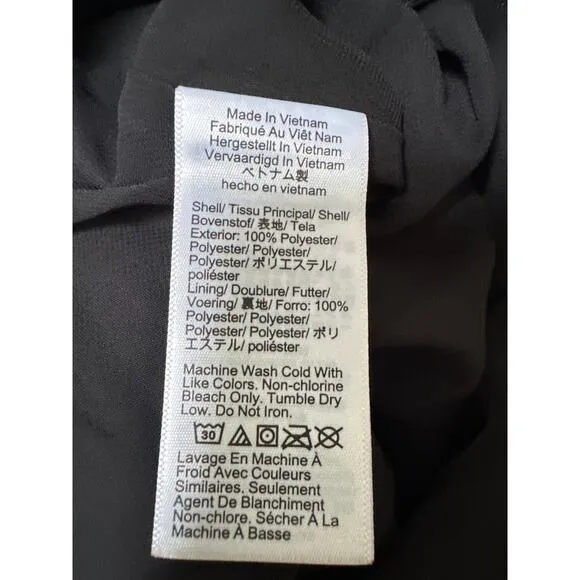 Made In Vietnam
Fabriqué Au Viêt Nam
Hergestellt In Vietnam
Vervaardigd In Vietnam
ベトナム製
hecho en vietnam
Shell/ Tissu Principal/ Shell/
Bovenstof/ 表地/ Tela
Exterior: 100% Polyester/
Polyester/ Polyester/
Polyester/ ポリエステル/
poliéster
Lining/ Doublure/ Futter/
Voering/ 裏地/ Forro: 100%
Polyester/ Polyester/
Polyester/ Polyester/ ポリ
エステル/ poliéster
Machine Wash Cold With
Like Colors. Non-chlorine
Bleach Only. Tumble Dry
Low. Do Not Iron.
30
Lavage En Machine À
Froid Avec Couleurs
Similaires. Seulement
Agent De Blanchiment
Non-chlore. Sécher À La
Machine À Basse